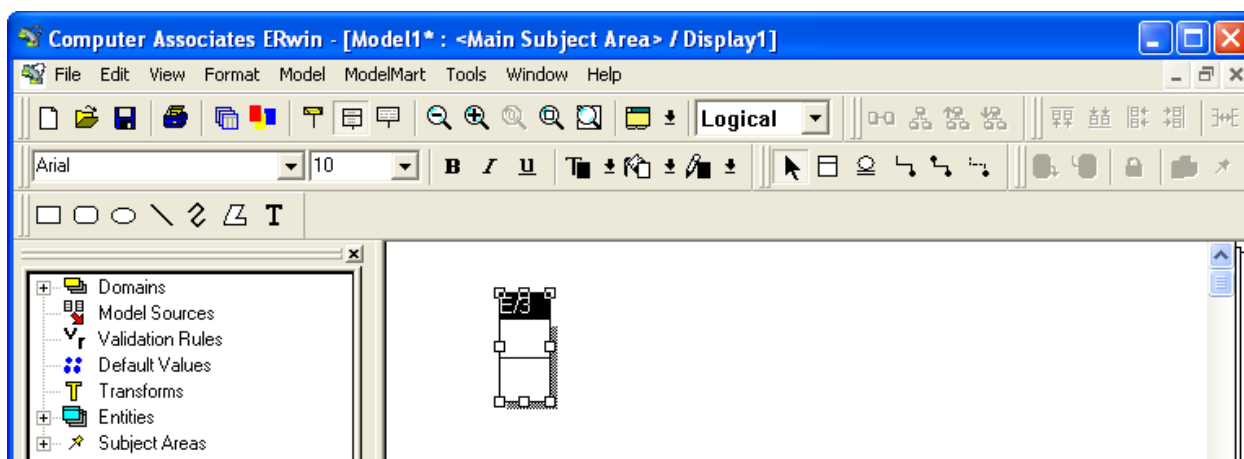 Computer Associates ERwin - [Model1* : <Main Subject Area> / Display1]
File Edit View Format Model ModelMart Tools Window Help
Logical
Arial 10 B I U T
T
Domains
Model Sources
Validation Rules
Default Values
Transforms
Entities
Subject Areas
E/3